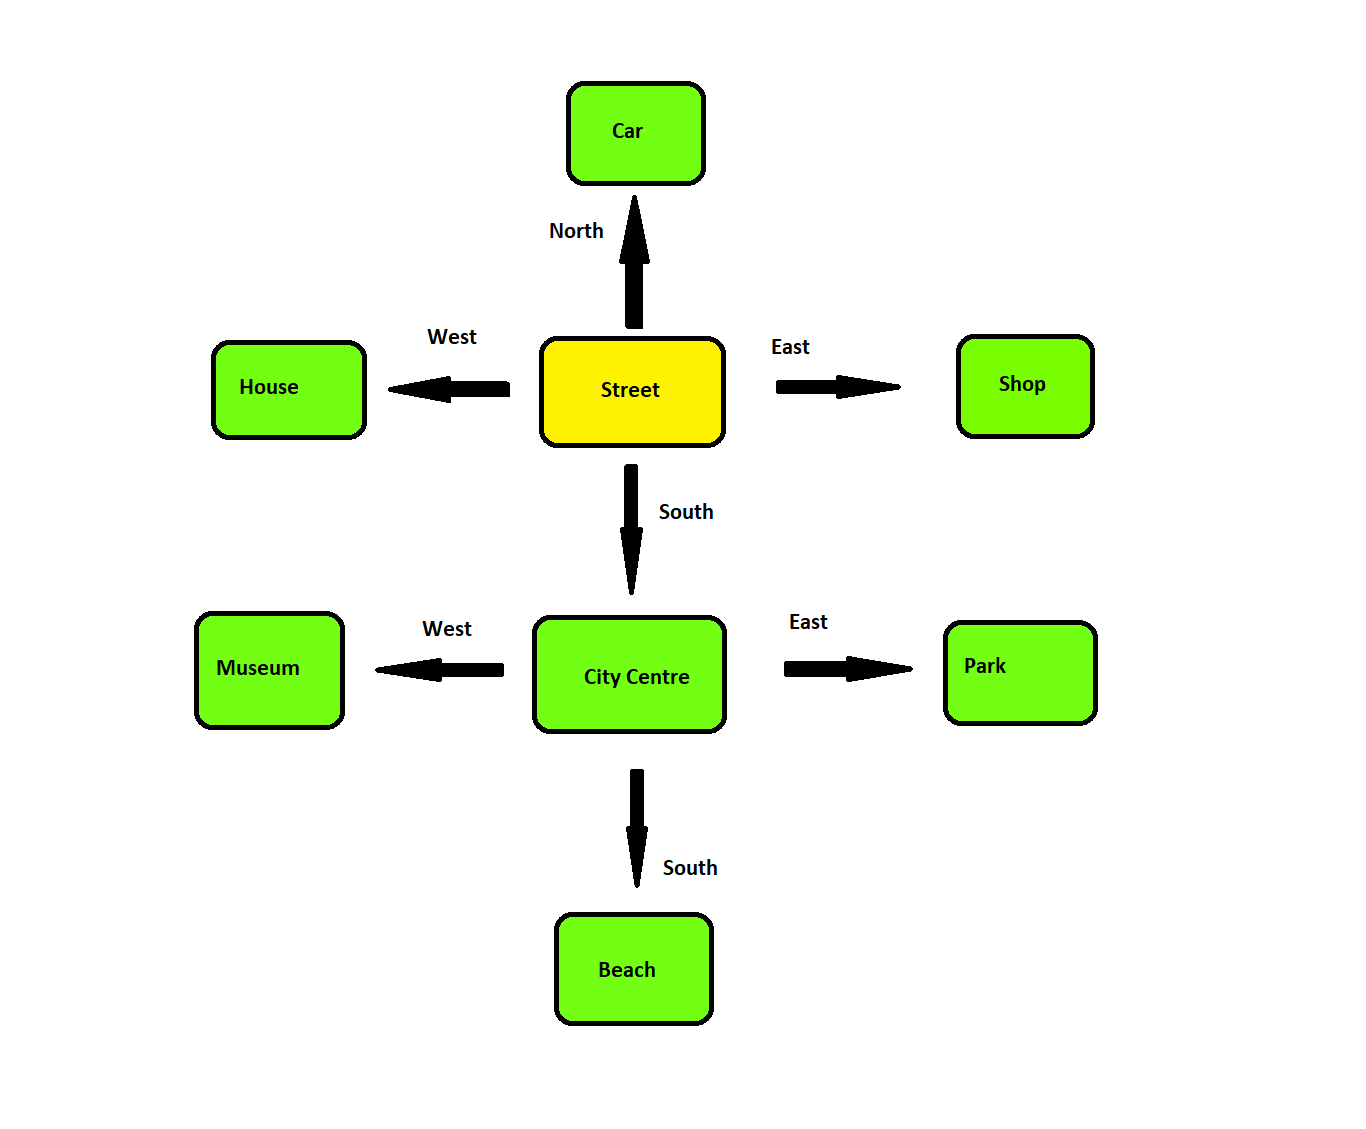 Car
North
West
East
House
Street
Shop
South
West
East
Museum
City Centre
Park
South
Beach